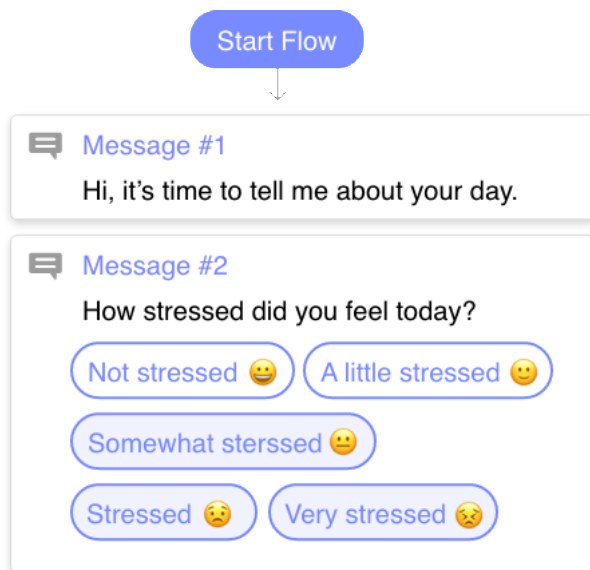 Start Flow
Message #1
Hi, it's time to tell me about your day.
Message #2
How stressed did you feel today?
Not stressed 😀 A little stressed 🙂
Somewhat sterssed 😐
Stressed 😟 Very stressed 😣